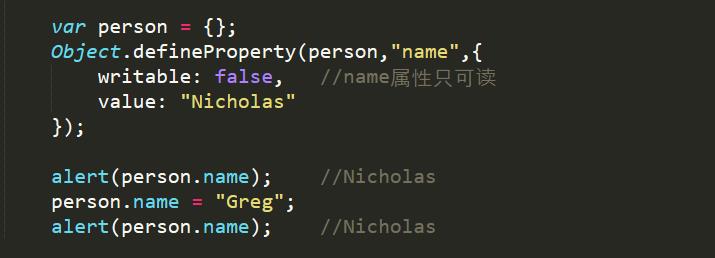 var person = {};
Object.defineProperty(person,"name",{
    writable: false,   //name属性只可读
    value: "Nicholas"
});

alert(person.name);    //Nicholas
person.name = "Greg";
alert(person.name);    //Nicholas